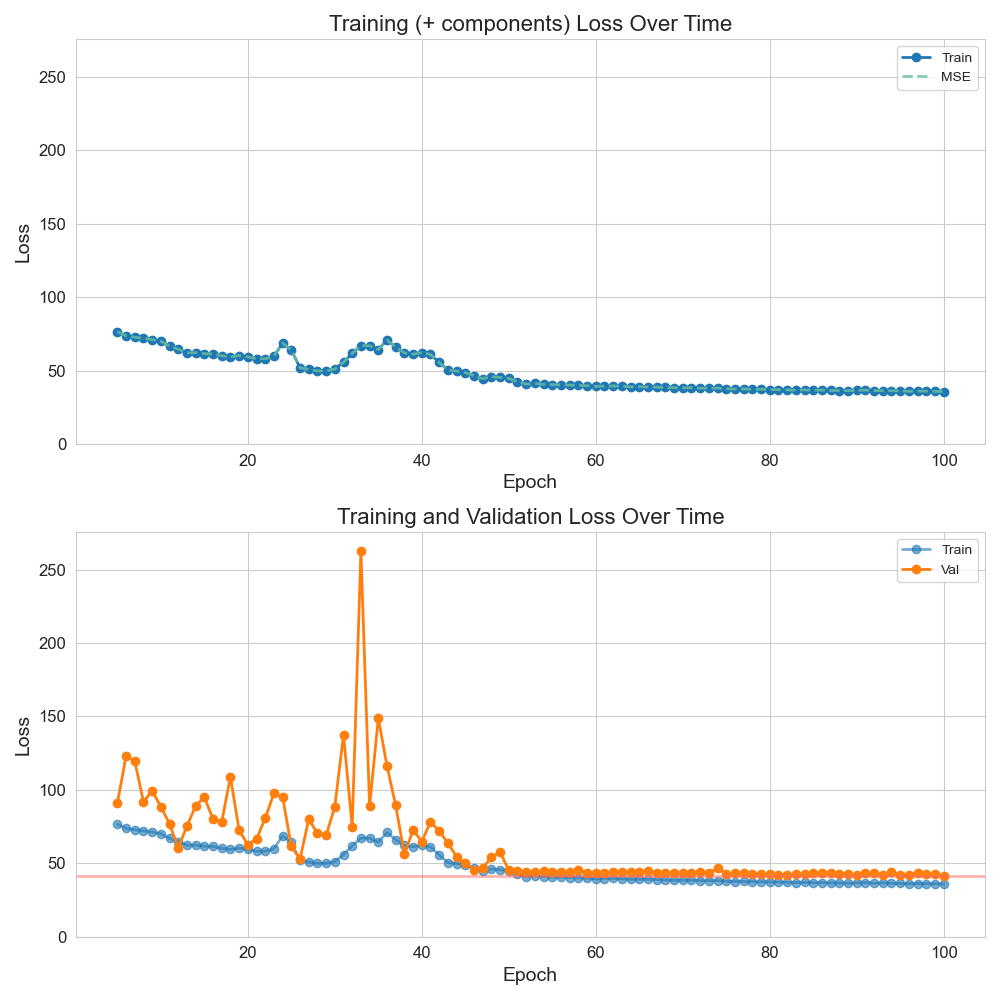 Training (+ components) Loss Over Time
Train
MSE
250
200
150
100
50
0
Loss
20 40 60 80 100
Epoch
Training and Validation Loss Over Time
Train
Val
250
200
150
100
50
0
Loss
20 40 60 80 100
Epoch